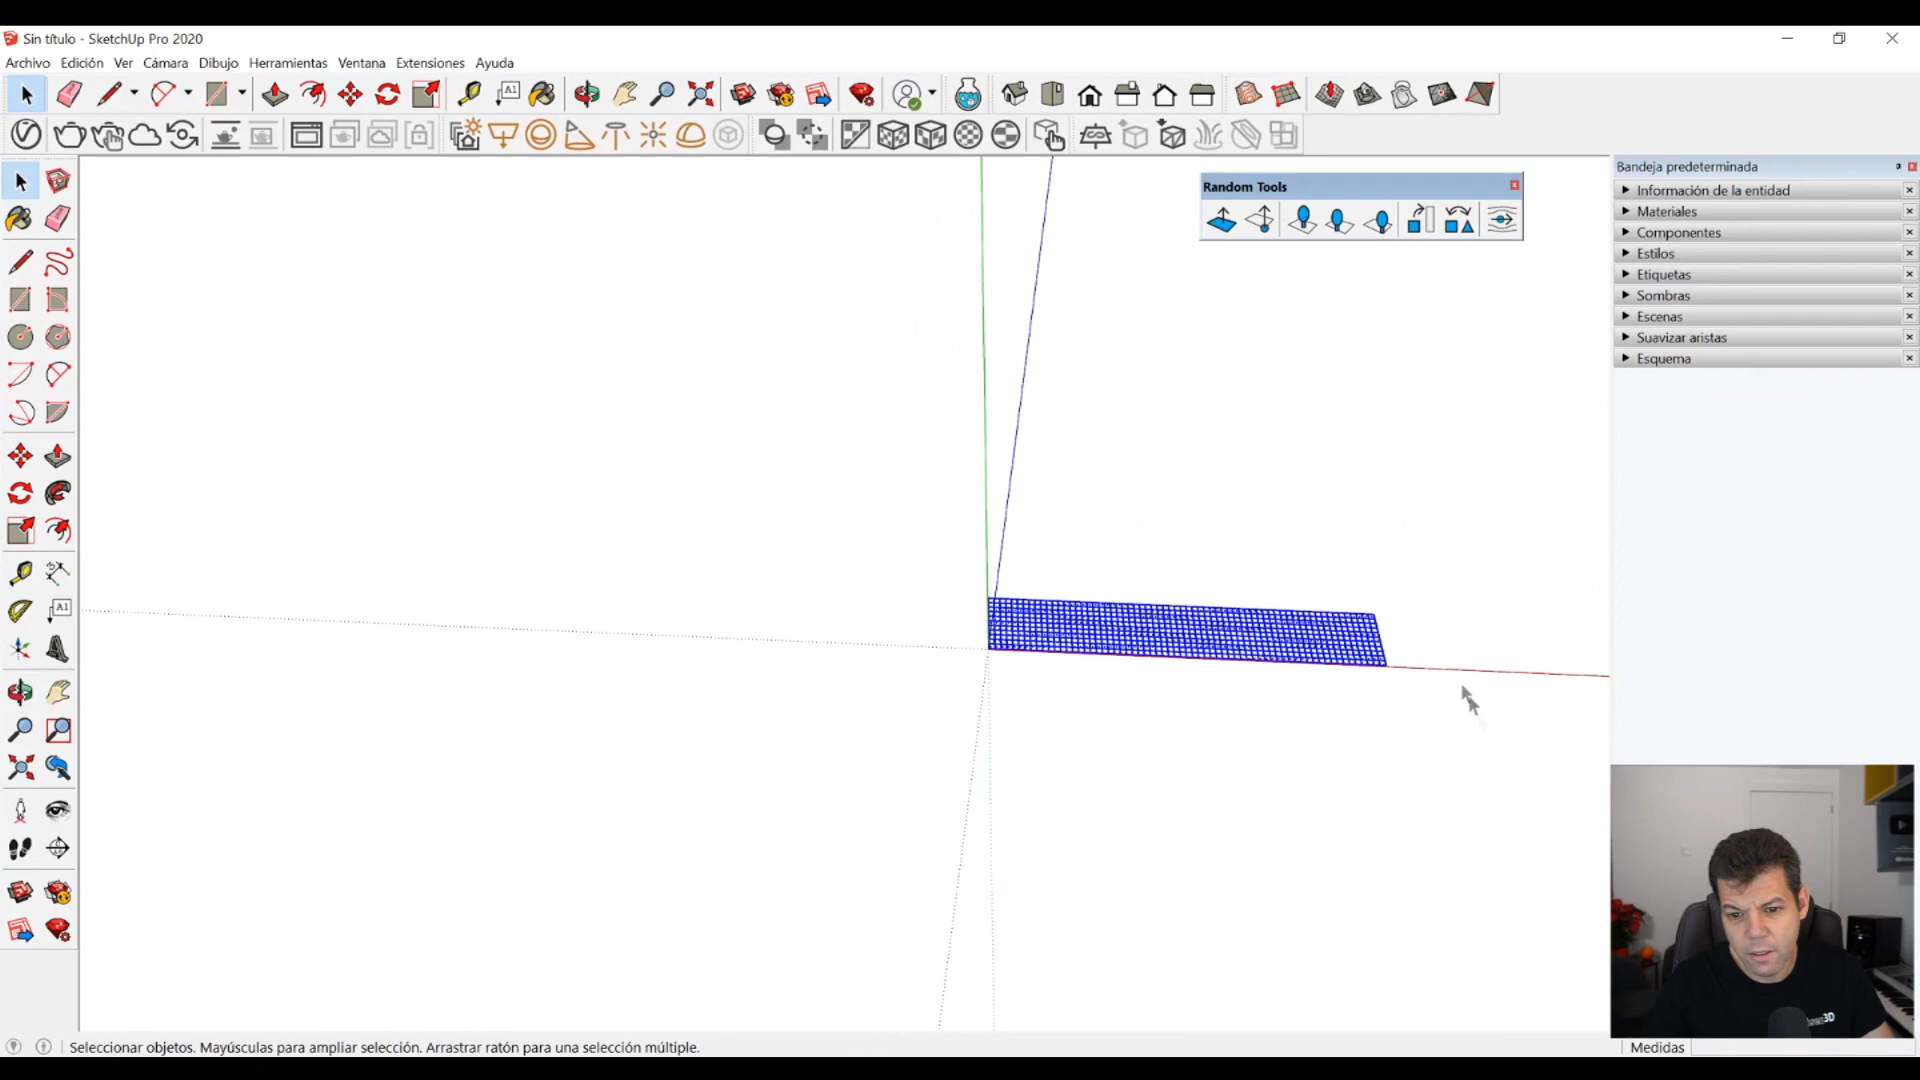 Sin título - SketchUp Pro 2020
Archivo Edición Ver Cámara Dibujo Herramientas Ventana Extensiones Ayuda
A1
Random Tools
Bandeja predeterminada
Información de la entidad
Materiales
Componentes
Estilos
Etiquetas
Sombras
Escenas
Suavizar aristas
Esquema
A1
Seleccionar objetos. Mayúsculas para ampliar selección. Arrastrar ratón para una selección múltiple.
Medidas